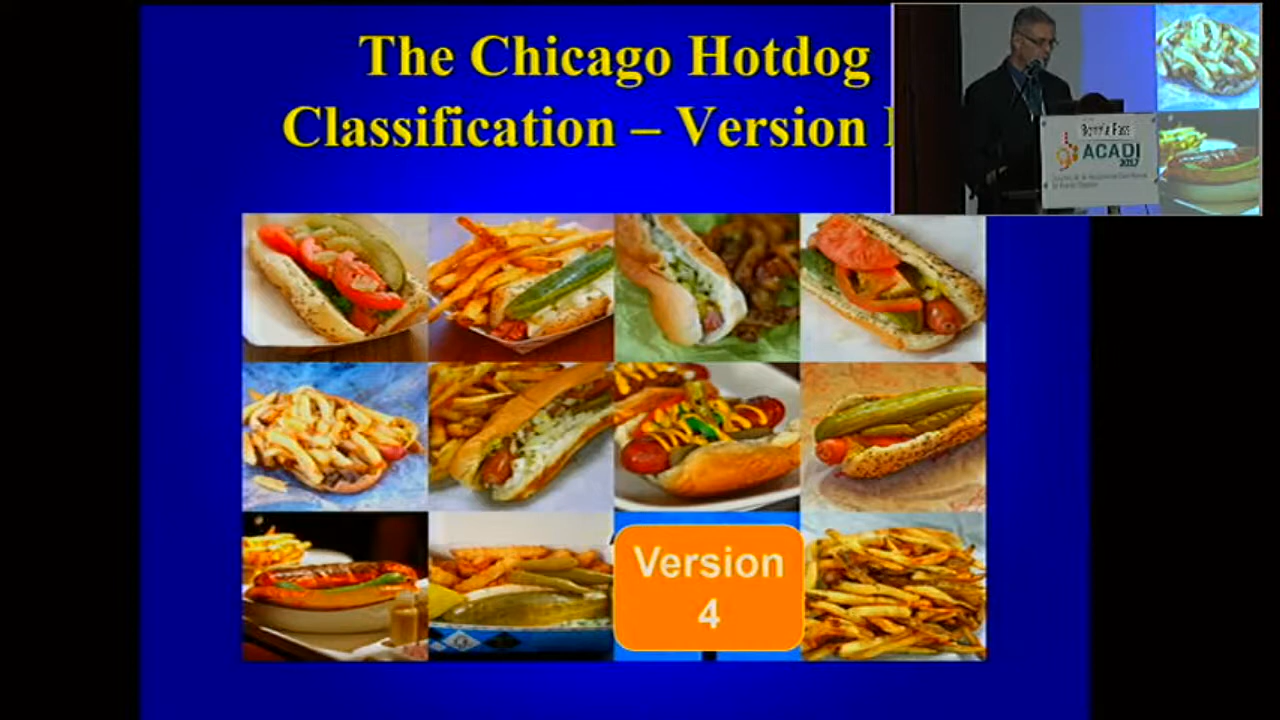 The Chicago Hotdog
Classification – Version
ACADI
2017
Version
4